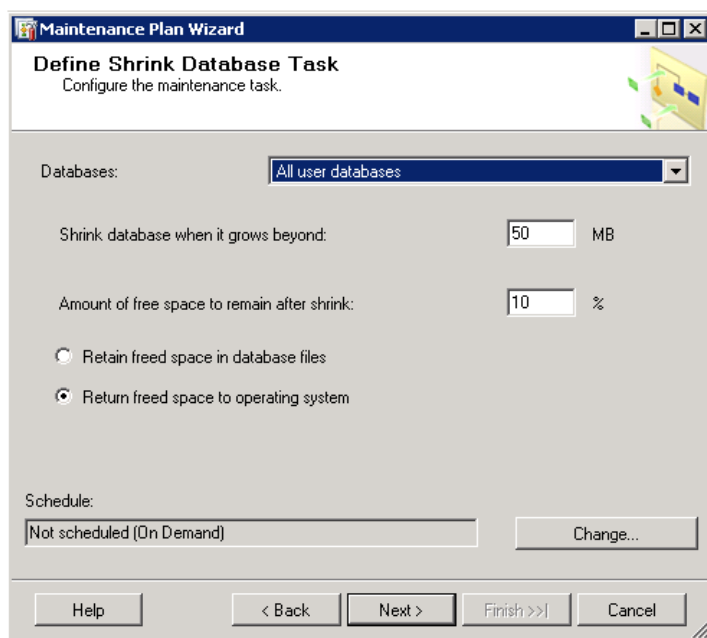 Maintenance Plan Wizard
Define Shrink Database Task
Configure the maintenance task.
Databases: All user databases
Shrink database when it grows beyond: 50 MB
Amount of free space to remain after shrink: 10 %
Retain freed space in database files
Return freed space to operating system
Schedule:
Not scheduled (On Demand) Change...
Help < Back Next > Finish >>| Cancel